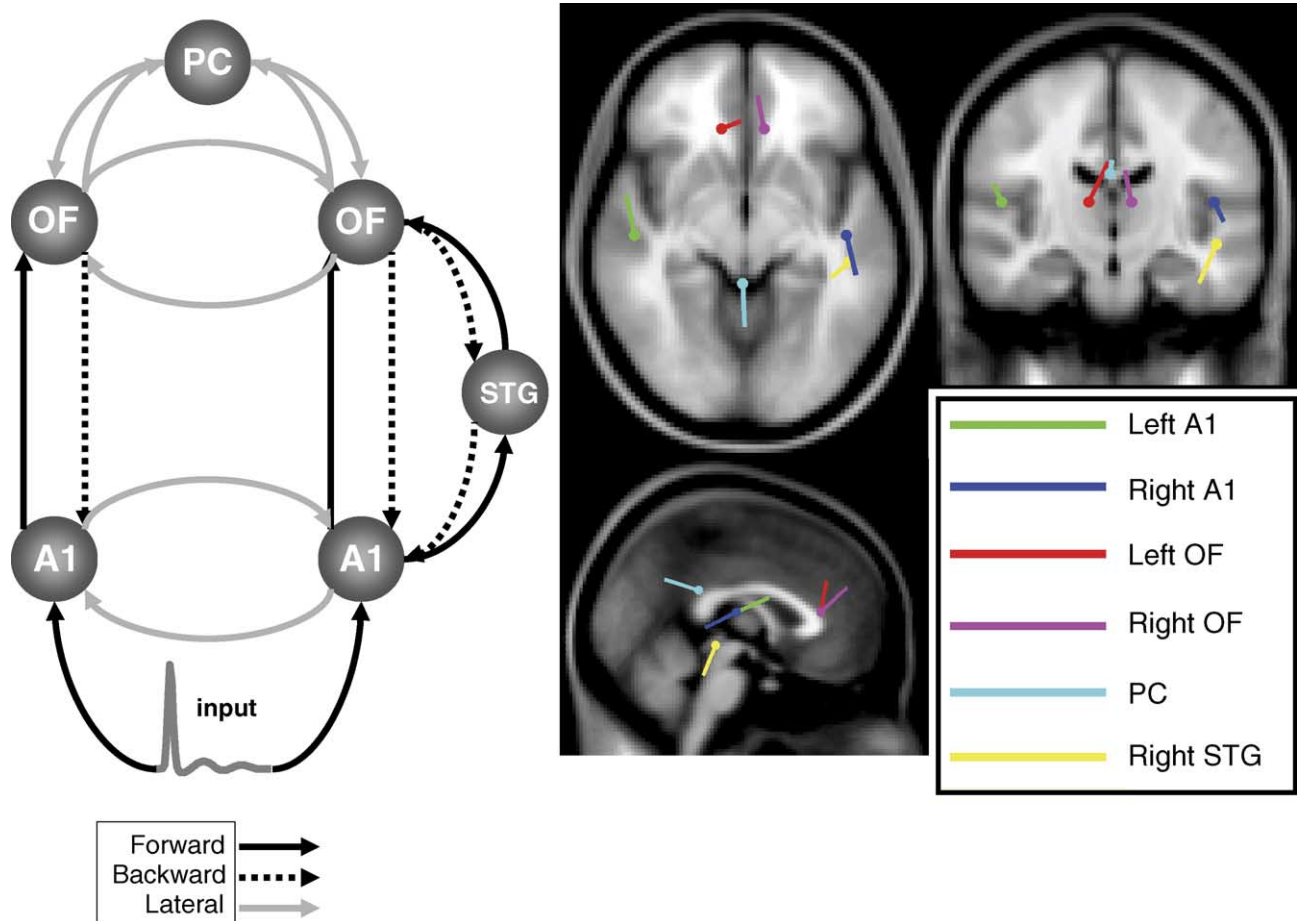 PC
OF
OF
STG
A1
A1
input
Forward
Backward
Lateral
Left A1
Right A1
Left OF
Right OF
PC
Right STG